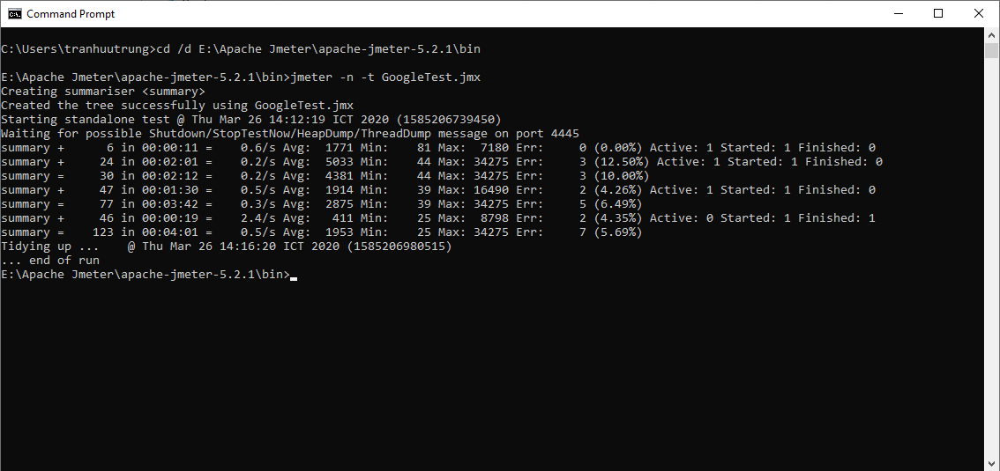 Command Prompt
C:\Users\tranhuutrung>cd /d E:\Apache Jmeter\apache-jmeter-5.2.1\bin
E:\Apache Jmeter\apache-jmeter-5.2.1\bin>jmeter -n -t GoogleTest.jmx
Creating summariser <summary>
Created the tree successfully using GoogleTest.jmx
Starting standalone test @ Thu Mar 26 14:12:19 ICT 2020 (1585206739450)
Waiting for possible Shutdown/StopTestNow/HeapDump/ThreadDump message on port 4445
summary +      6 in 00:00:11 =    0.6/s Avg:  1771 Min:    81 Max:  7180 Err:     0 (0.00%) Active: 1 Started: 1 Finished: 0
summary +     24 in 00:02:01 =    0.2/s Avg:  5033 Min:    44 Max: 34275 Err:     3 (12.50%) Active: 1 Started: 1 Finished: 0
summary =     30 in 00:02:12 =    0.2/s Avg:  4381 Min:    44 Max: 34275 Err:     3 (10.00%)
summary +     47 in 00:01:30 =    0.5/s Avg:  1914 Min:    39 Max: 16490 Err:     2 (4.26%) Active: 1 Started: 1 Finished: 0
summary =     77 in 00:03:42 =    0.3/s Avg:  2875 Min:    39 Max: 34275 Err:     5 (6.49%)
summary +     46 in 00:00:19 =    2.4/s Avg:   411 Min:    25 Max:  8798 Err:     2 (4.35%) Active: 0 Started: 1 Finished: 1
summary =    123 in 00:04:01 =    0.5/s Avg:  1953 Min:    25 Max: 34275 Err:     7 (5.69%)
Tidying up ...    @ Thu Mar 26 14:16:20 ICT 2020 (1585206980515)
... end of run
E:\Apache Jmeter\apache-jmeter-5.2.1\bin>